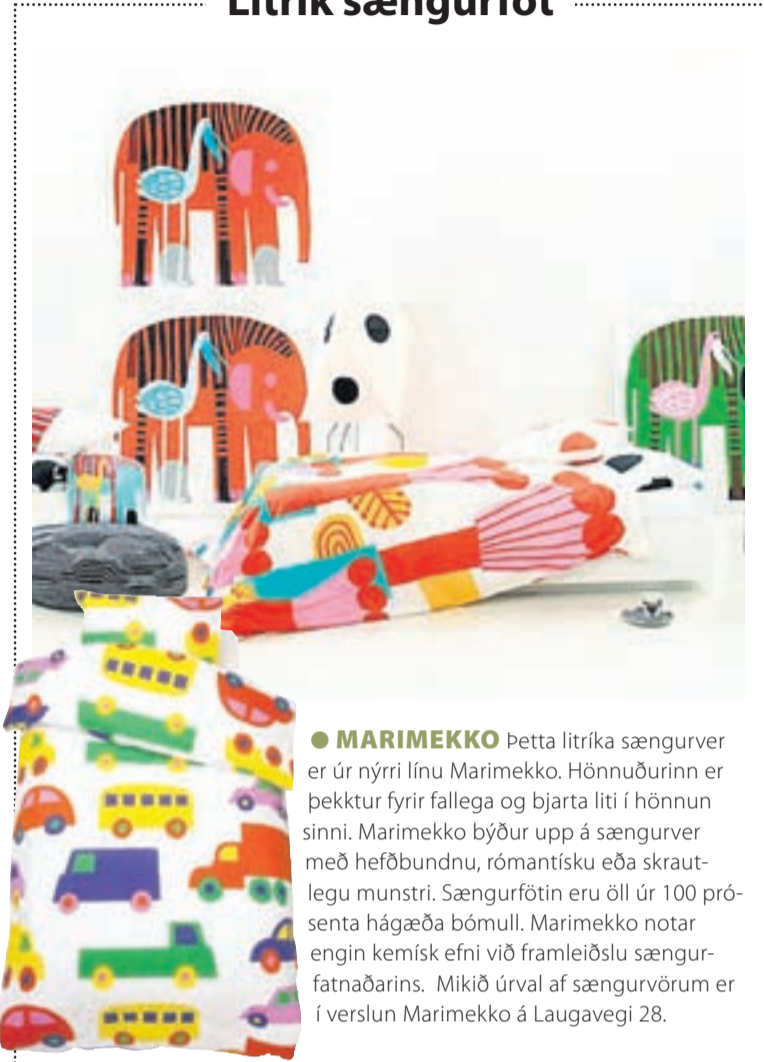 Litrík sængurföt
● MARIMEKKO Þetta litríka sængurver
er úr nýrri línu Marimekko. Hönnuðurinn er
þekktur fyrir fallega og bjarta liti í hönnun
sinni. Marimekko býður upp á sængurver
með hefðbundnu, rómantísku eða skraut-
legu munstri. Sængurfötin eru öll úr 100 pró-
senta hágæða bómull. Marimekko notar
engin kemísk efni við framleiðslu sængur-
fatnaðarins. Mikið úrval af sængurvörum er
í verslun Marimekko á Laugavegi 28.